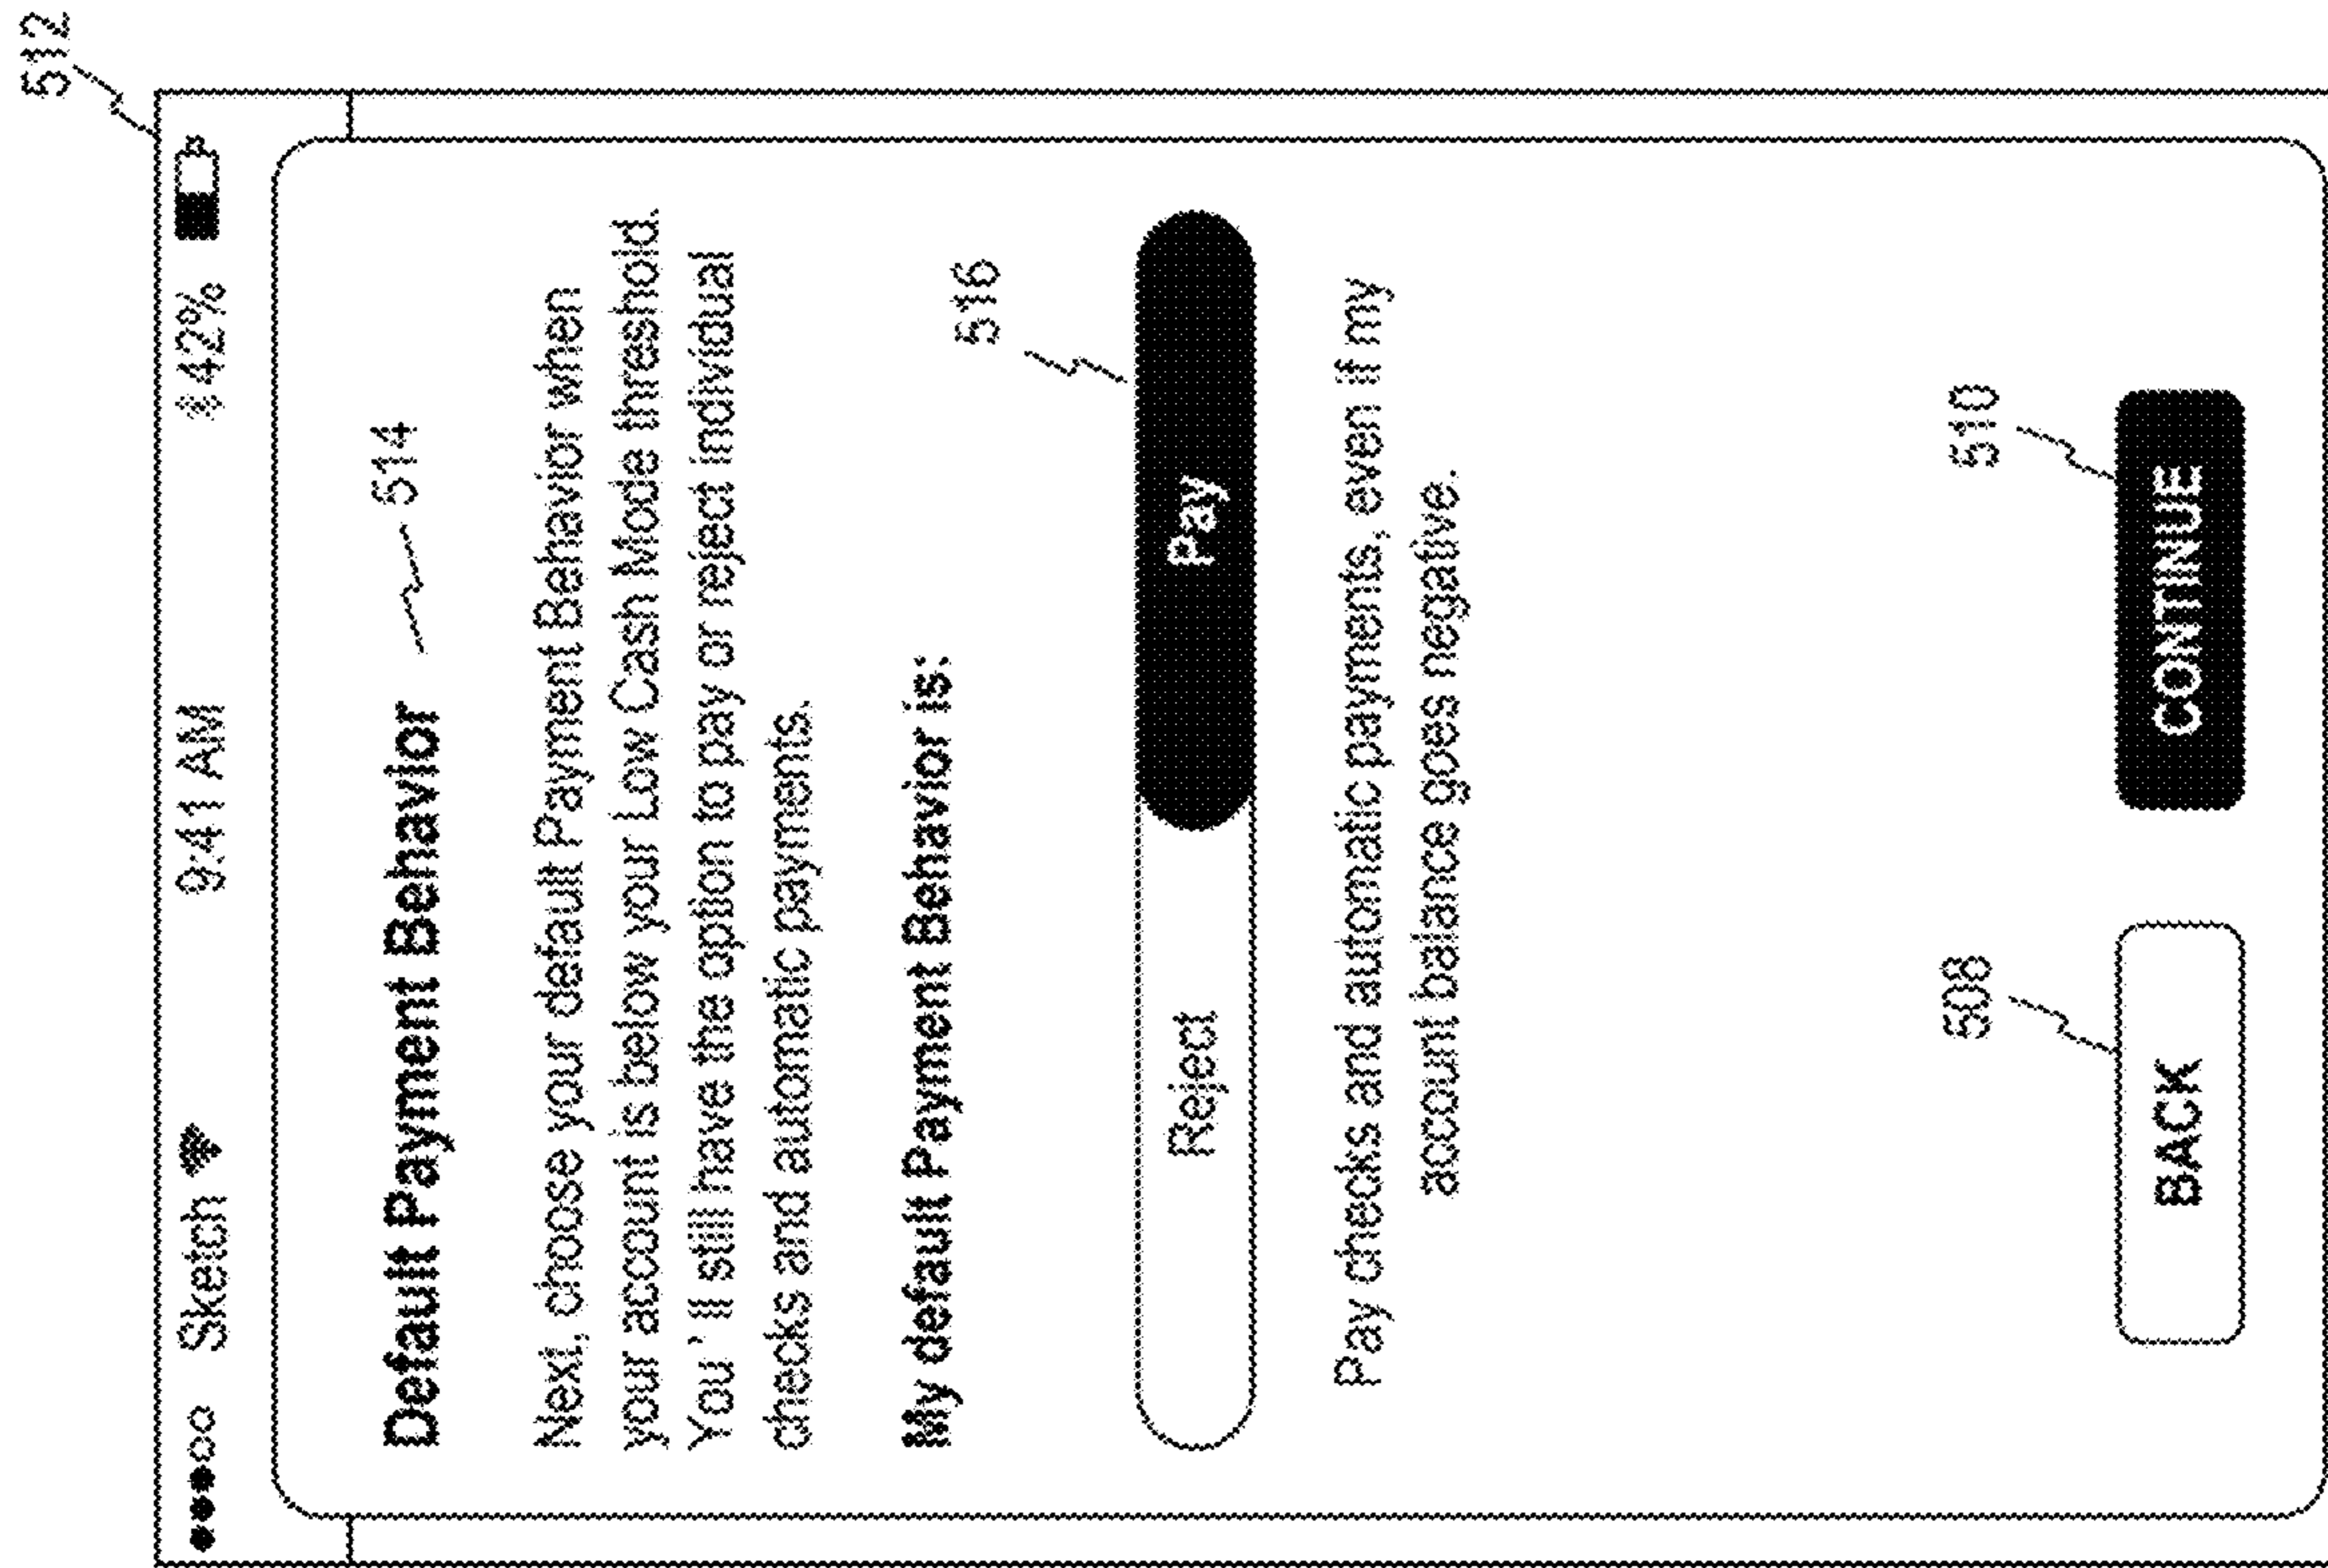 512
Sketch 9:41 AM 42%
Default Payment Behavior 514
Next, choose your default Payment Behavior when
your account is below your Low Cash Mode threshold.
You'll still have the option to pay or reject individual
checks and automatic payments.
My default Payment Behavior is:
516
Reject Pay
Pay checks and automatic payments, even if my
account balance goes negative.
508 510
BACK CONTINUE